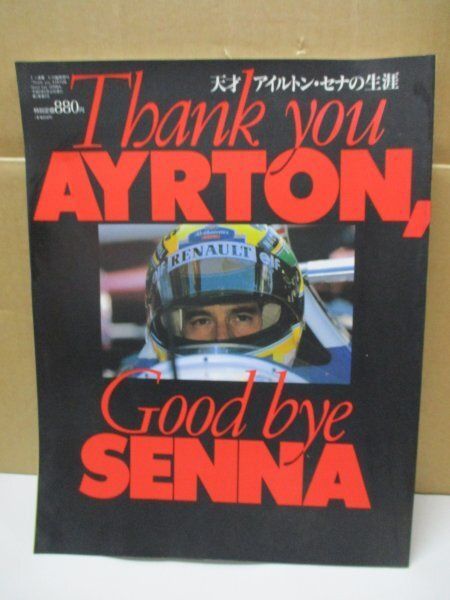 天才 アイルトン・セナの生涯
特別定価880円
Thank you
AYRTON,
RENAULT
elf
Good bye
SENNA